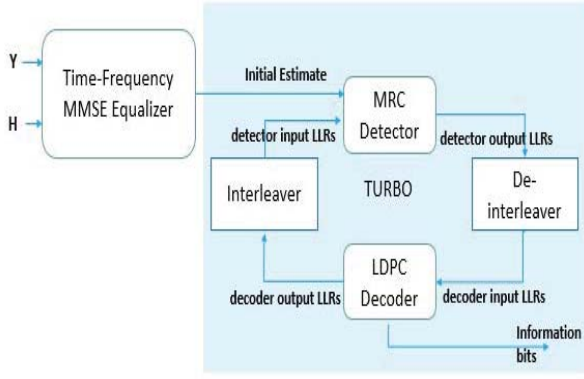 Y
H
Time-Frequency
MMSE Equalizer
Initial Estimate
MRC
Detector
detector input LLRs
detector output LLRs
Interleaver
TURBO
De-
interleaver
LDPC
Decoder
decoder output LLRs
decoder input LLRs
Information
bits